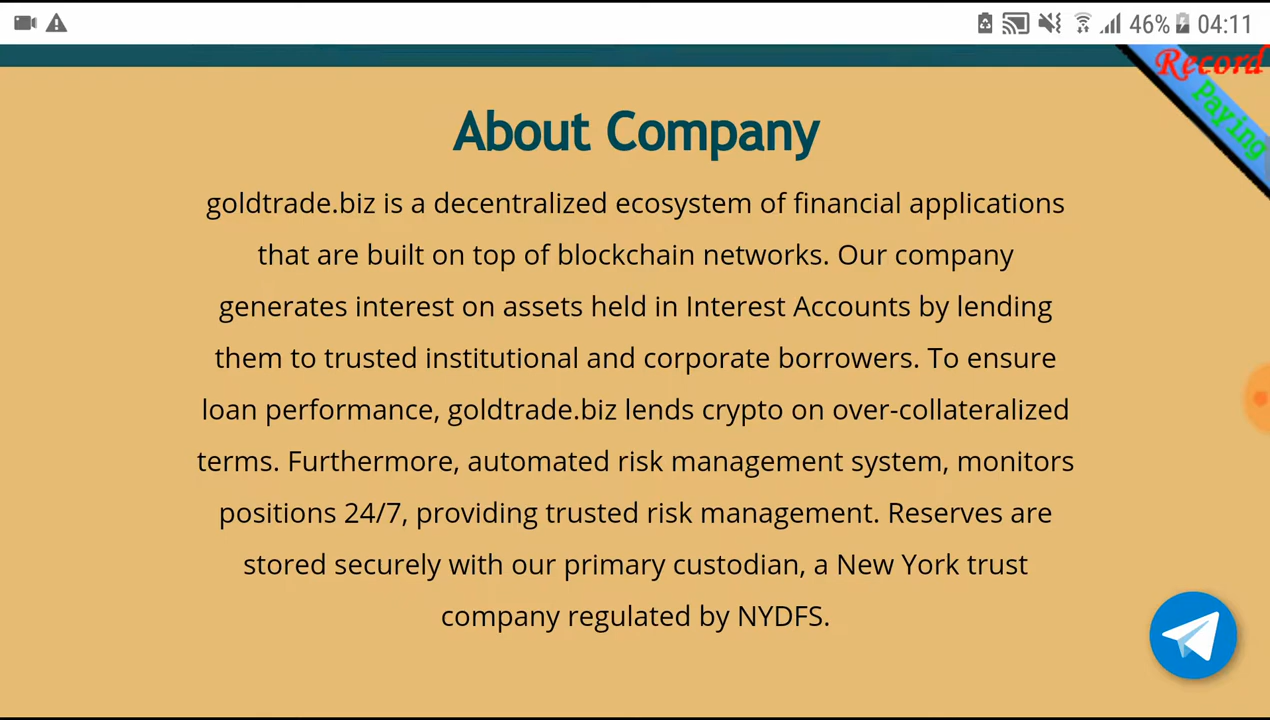 46% 04:11
Record
Paying
About Company
goldtrade.biz is a decentralized ecosystem of financial applications
that are built on top of blockchain networks. Our company
generates interest on assets held in Interest Accounts by lending
them to trusted institutional and corporate borrowers. To ensure
loan performance, goldtrade.biz lends crypto on over-collateralized
terms. Furthermore, automated risk management system, monitors
positions 24/7, providing trusted risk management. Reserves are
stored securely with our primary custodian, a New York trust
company regulated by NYDFS.